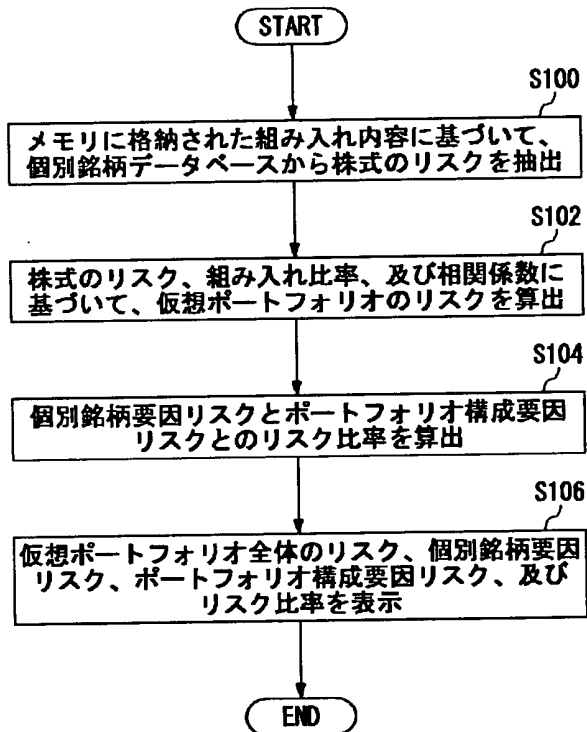 START
S100
メモリに格納された組み入れ内容に基づいて、
個別銘柄データベースから株式のリスクを抽出
S102
株式のリスク、組み入れ比率、及び相関係数に
基づいて、仮想ポートフォリオのリスクを算出
S104
個別銘柄要因リスクとポートフォリオ構成要因
リスクとのリスク比率を算出
S106
仮想ポートフォリオ全体のリスク、個別銘柄要因
リスク、ポートフォリオ構成要因リスク、及び
リスク比率を表示
END